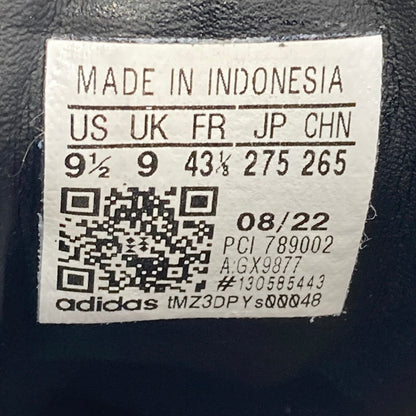 MADE IN INDONESIA
US UK FR JP CHN
9½ 9 43⅓ 275 265
08/22
PCI 789002
A:GX9877
#130585443
adidas tMZ3DPYs00048